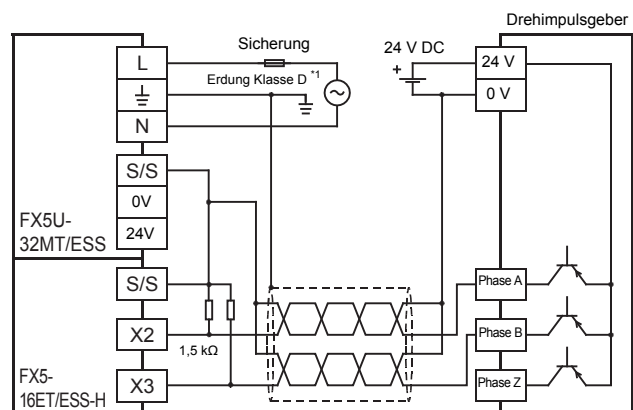 Drehimpulsgeber
L
Sicherung
24 V DC
+
24 V
Erdung Klasse D *1
0 V
N
S/S
0V
24V
FX5U-
32MT/ESS
S/S
Phase A
X2
1,5 kΩ
Phase B
X3
FX5-
16ET/ESS-H
Phase Z